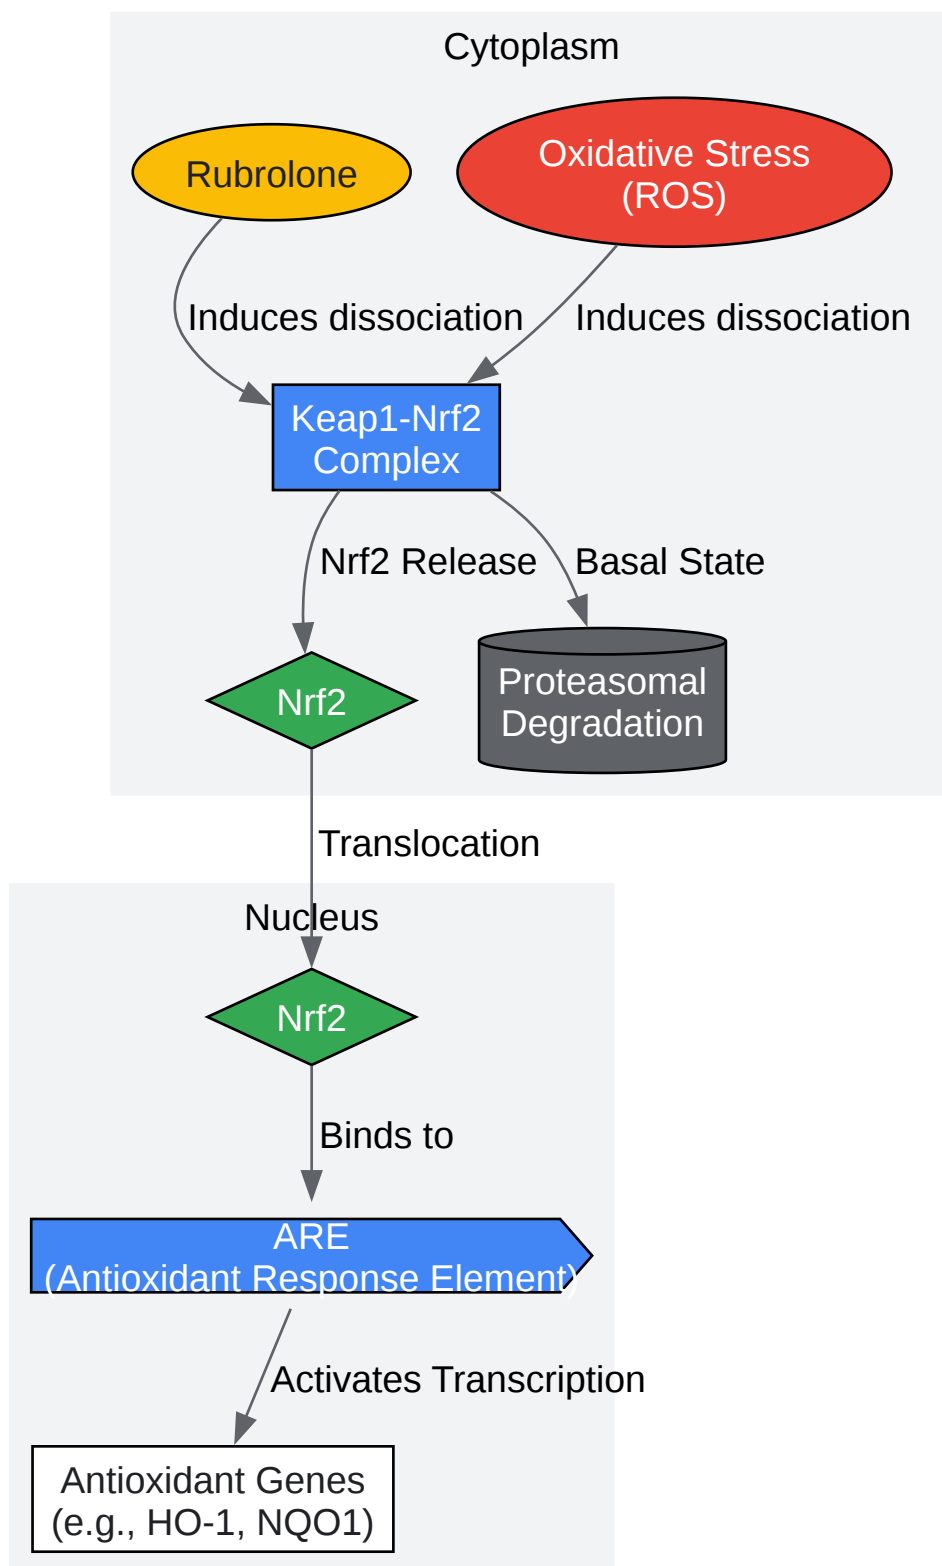 Cytoplasm
Rubrolone
Oxidative Stress
(ROS)
Induces dissociation
Induces dissociation
Keap1-Nrf2
Complex
Nrf2 Release
Basal State
Nrf2
Proteasomal
Degradation
Translocation
Nucleus
Nrf2
Binds to
ARE
(Antioxidant Response Element)
Activates Transcription
Antioxidant Genes
(e.g., HO-1, NQO1)